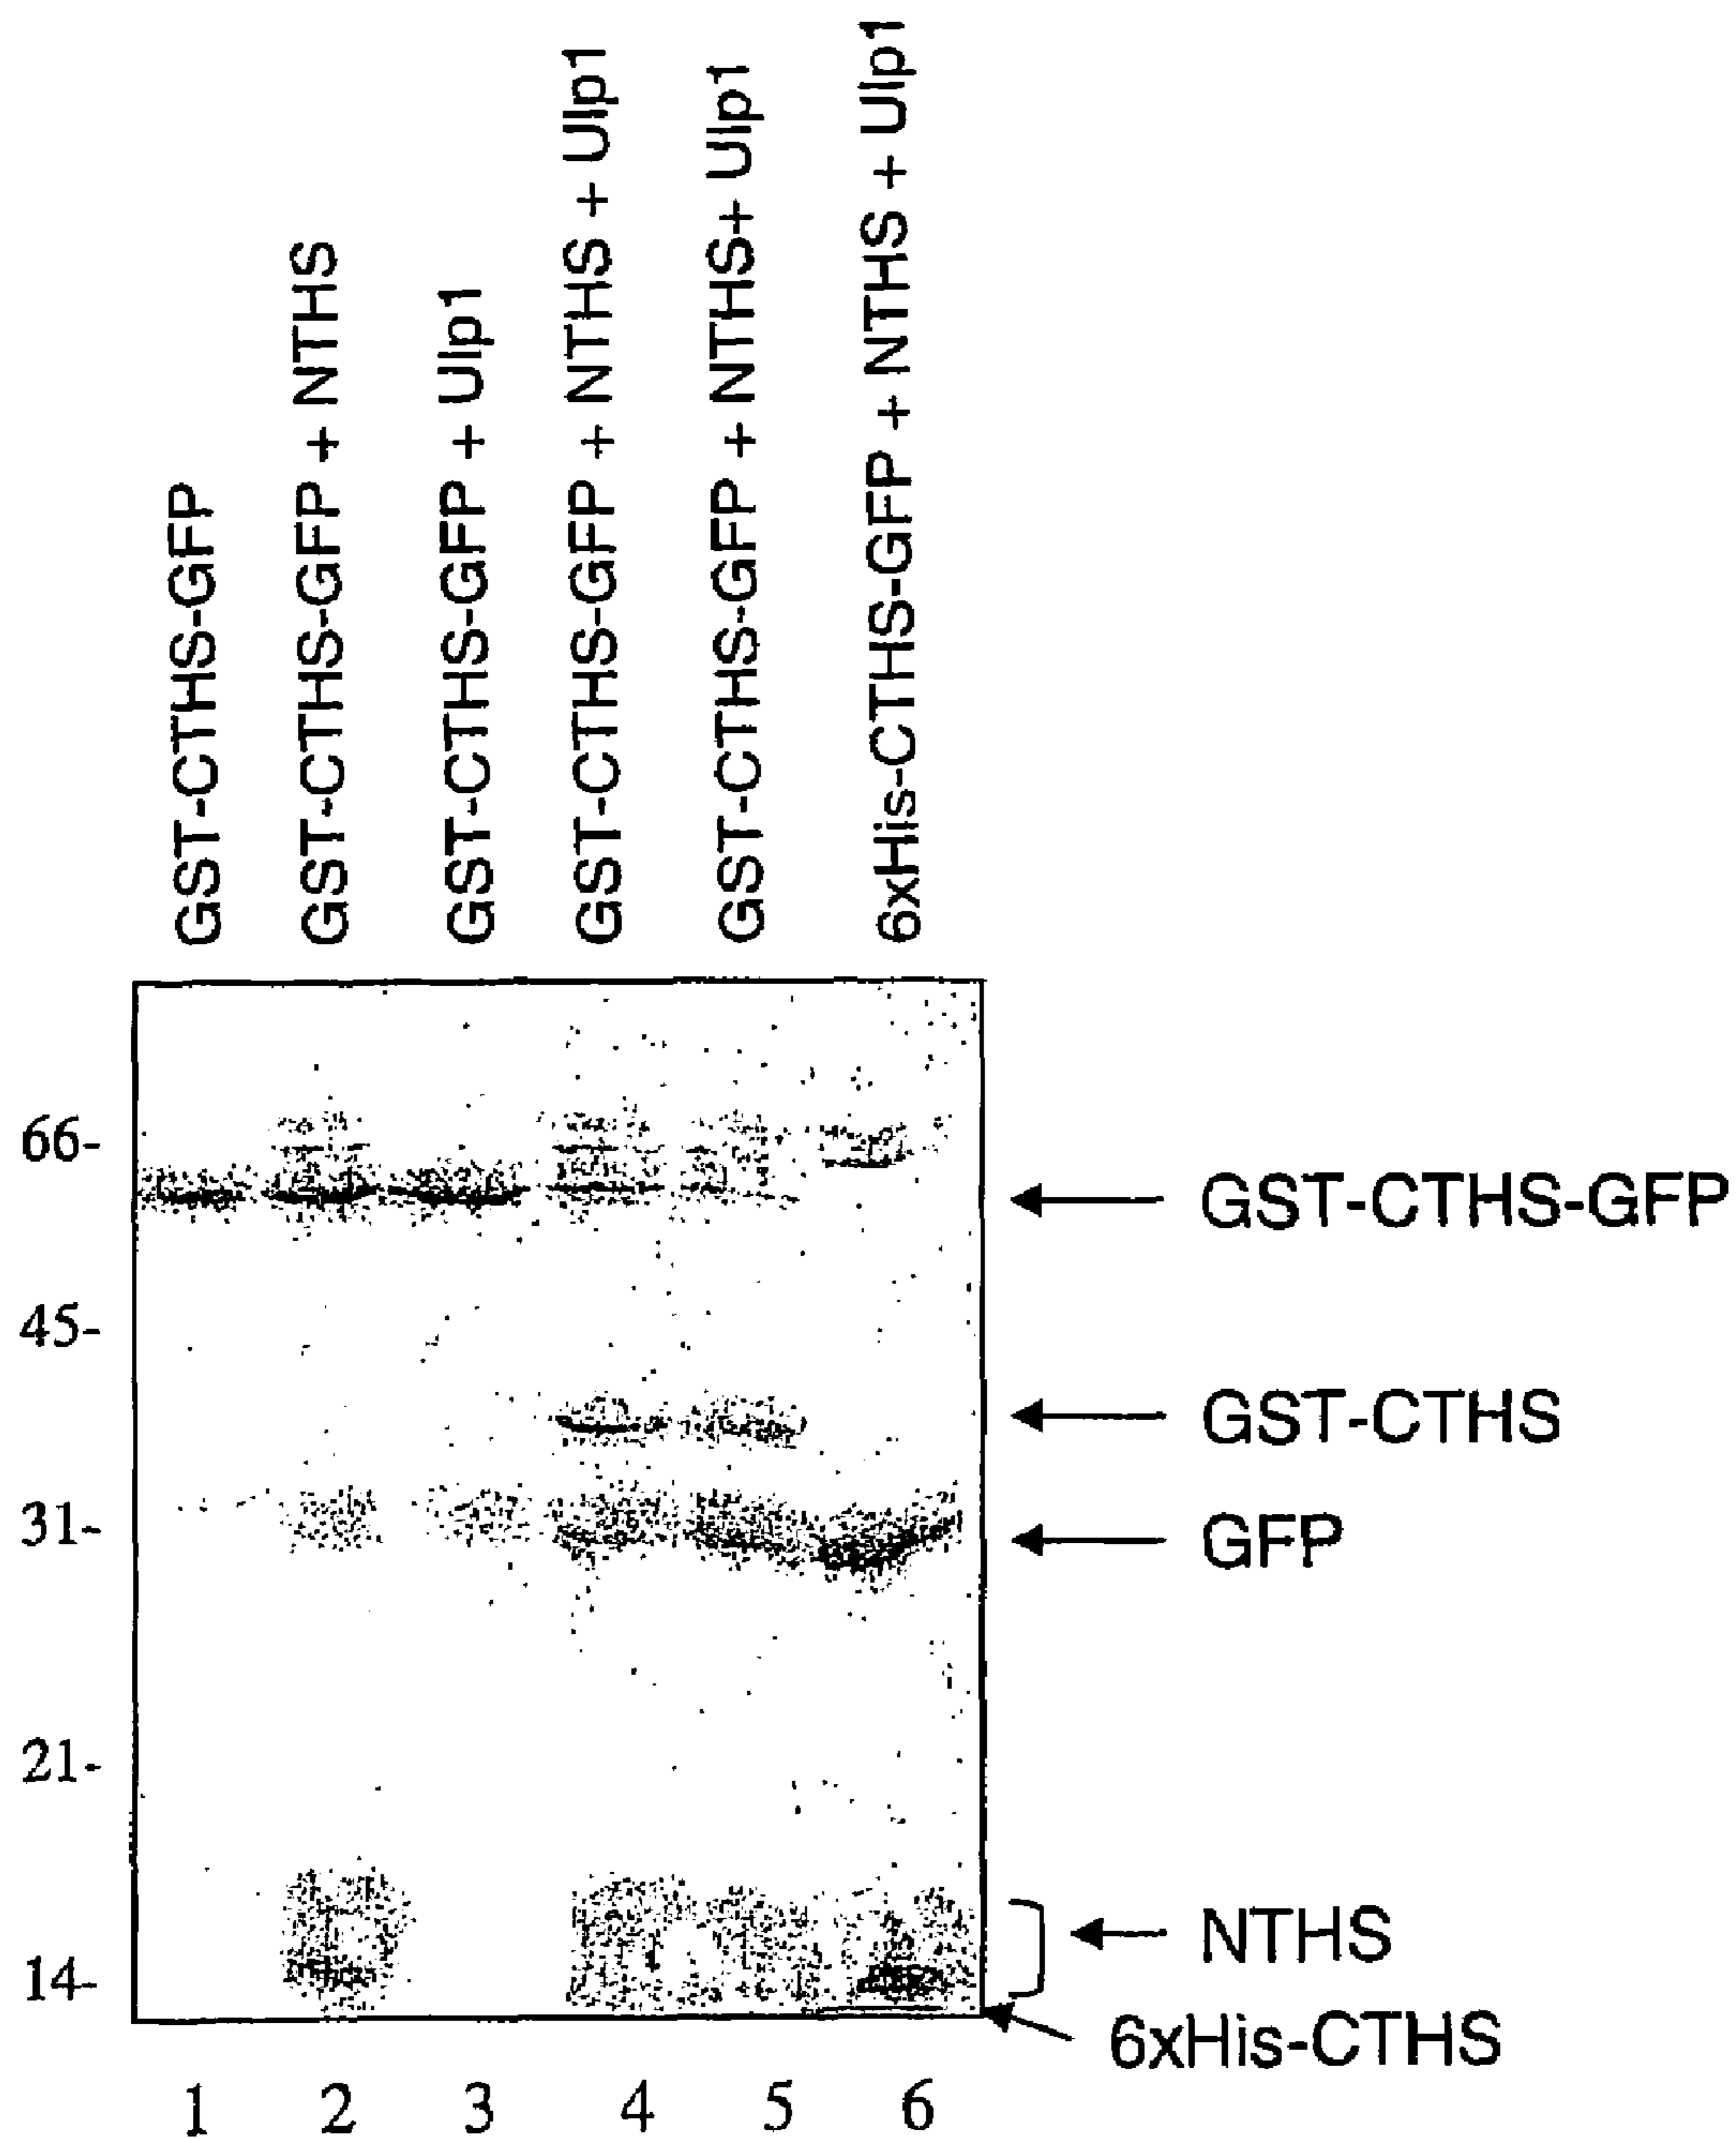 GST-CTHS-GFP
GST-CTHS-GFP + NTHS
GST-CTHS-GFP + Ulp1
GST-CTHS-GFP + NTHS + Ulp1
GST-CTHS-GFP + NTHS+ Ulp1
6xHis-CTHS-GFP + NTHS + Ulp1
66-
45-
31-
21-
14-
GST-CTHS-GFP
GST-CTHS
GFP
NTHS
6xHis-CTHS
1 2 3 4 5 6